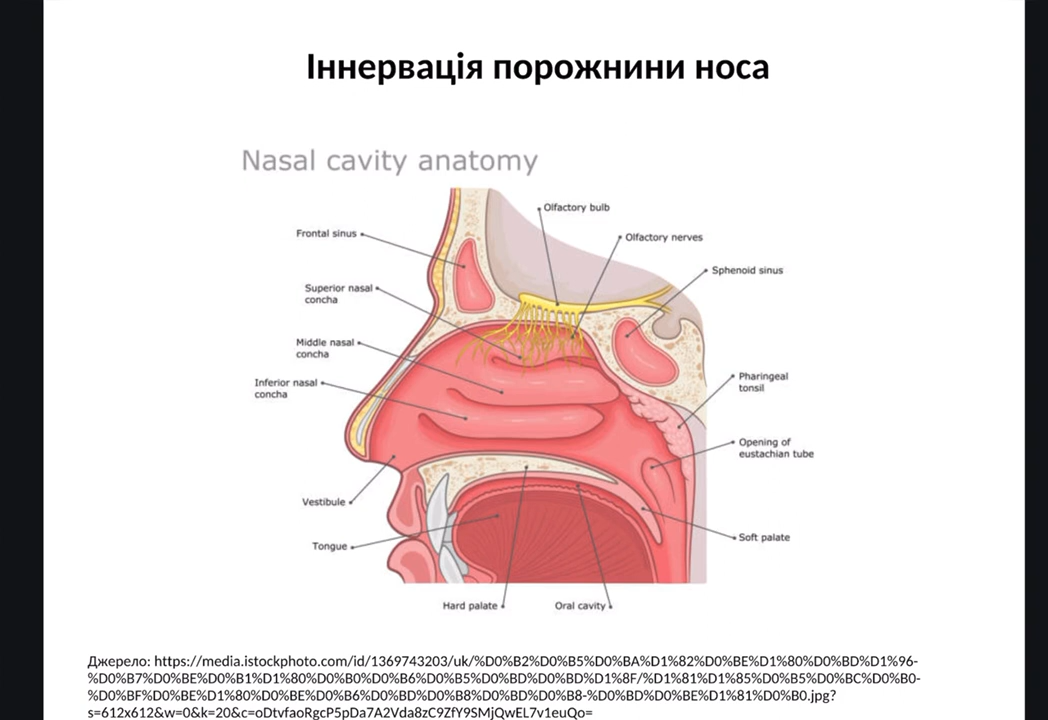 Іннервація порожнини носа
Nasal cavity anatomy
Olfactory bulb
Frontal sinus
Olfactory nerves
Sphenoid sinus
Superior nasal
concha
Middle nasal
concha
Inferior nasal
concha
Pharingeal
tonsil
Opening of
eustachian tube
Vestibule
Soft palate
Tongue
Hard palate
Oral cavity
Джерело: https://media.istockphoto.com/id/1369743203/uk/%D0%B2%D0%B5%D0%BA%D1%82%D0%BE%D1%80%D0%BD%D1%96-
%D0%B7%D0%BE%D0%B1%D1%80%D0%B0%D0%B6%D0%B5%D0%BD%D0%BD%D1%8F/%D1%81%D1%85%D0%B5%D0%BC%D0%B0-
%D0%BF%D0%BE%D1%80%D0%BE%D0%B6%D0%BD%D0%B8%D0%BD%D0%B8-%D0%BD%D0%BE%D1%81%D0%B0.jpg?
s=612x612&w=0&k=20&c=oDtvfaoRgcP5pDa7A2Vda8zC9ZfY9SMjQwEL7v1euQo=